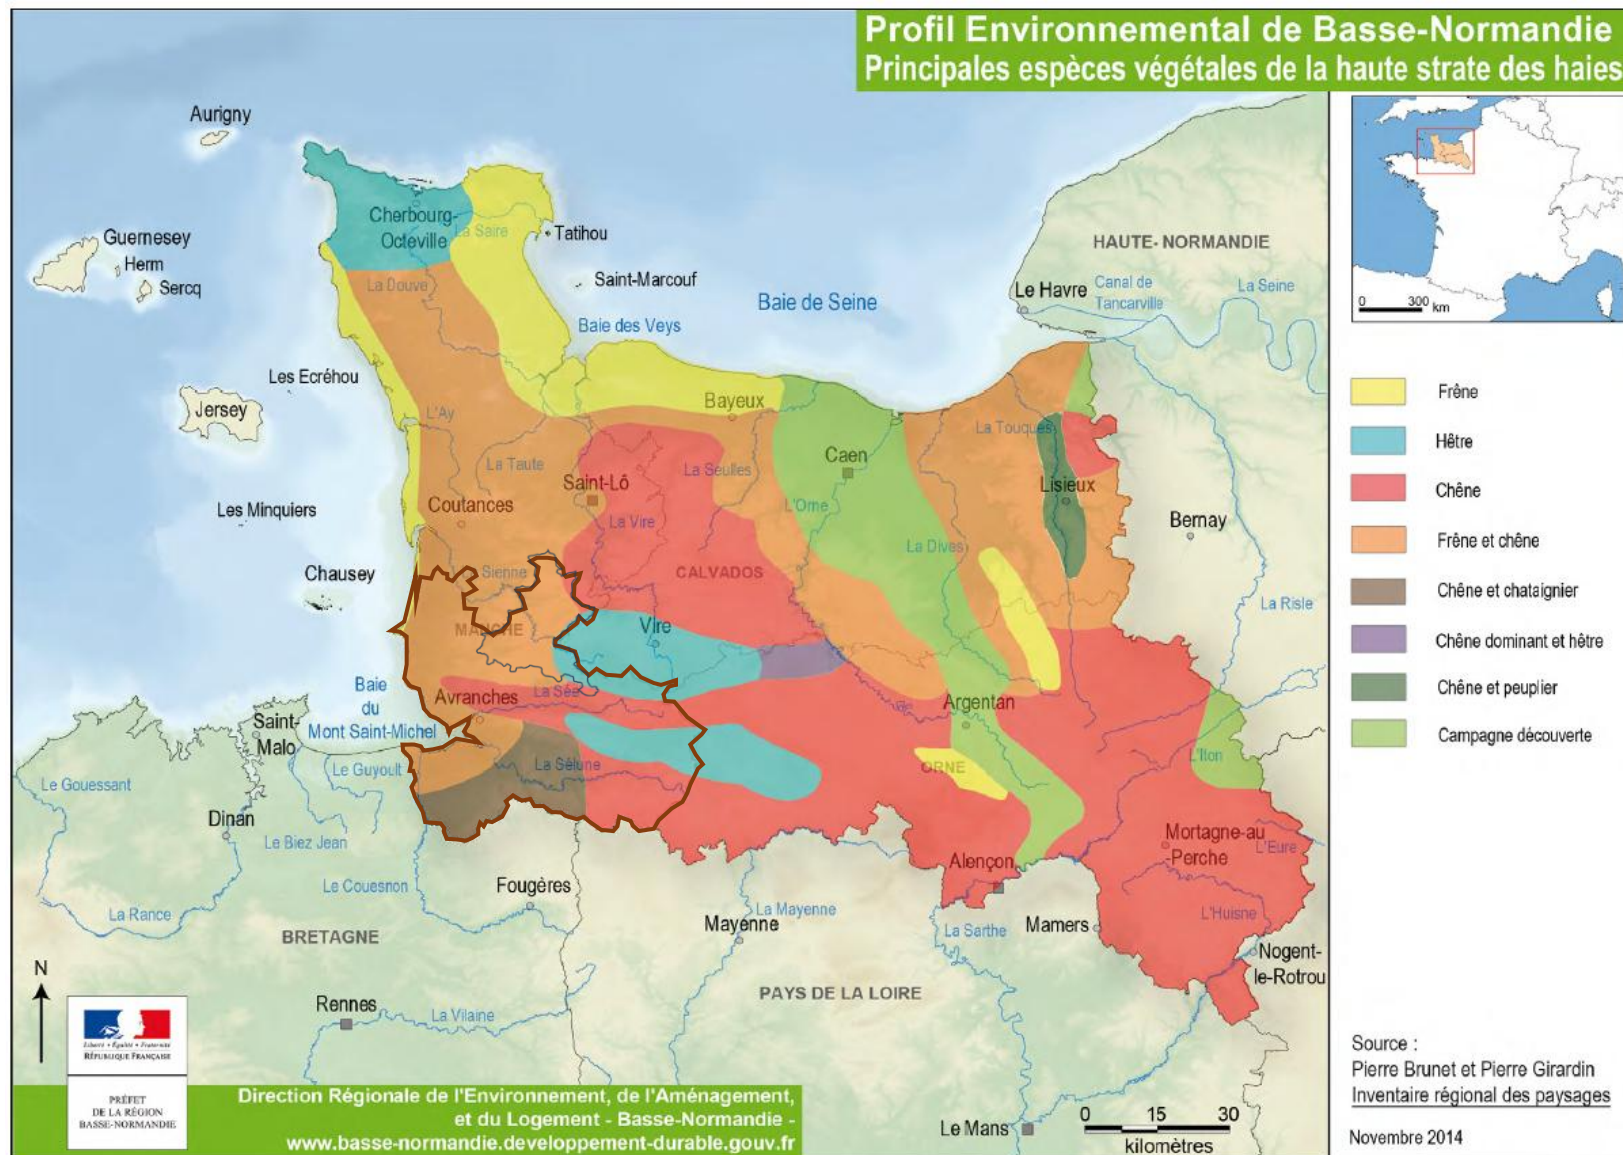 Profil Environnemental de Basse-Normandie
Principales espèces végétales de la haute strate des haies
Aurigny
Guernesey
Herm
Sercq
Cherbourg-
Octeville
La Saire
Tatihou
Saint-Marcouf
La Douve
Baie des Veys
Baie de Seine
HAUTE- NORMANDIE
Le Havre
Canal de
Tancarville
La Seine
0 300 km
Les Ecréhou
Jersey
L'Ay
Bayeux
La Touques
La Taute
La Seulles
Caen
Saint-Lô
Lisieux
Coutances
Les Minquiers
La Vire
L'Orne
La Dives
Bernay
Chausey
Sienne
CALVADOS
La Risle
MANCHE
Vire
Baie
du
Mont Saint-Michel
Avranches
La Sée
Argentan
Saint-
Malo
Le Guyoult
La Sélune
ORNE
L'Iton
Le Gouessant
Dinan
Le Biez Jean
Le Couesnon
Fougères
Alençon
Mortagne-au
-Perche
L'Eure
La Rance
BRETAGNE
Mayenne
La Mayenne
La Sarthe
Mamers
L'Huisne
Nogent-
le-Rotrou
PAYS DE LA LOIRE
Rennes
La Vilaine
Le Mans
N
Frêne
Hêtre
Chêne
Frêne et chêne
Chêne et chataignier
Chêne dominant et hêtre
Chêne et peuplier
Campagne découverte
Liberté • Égalité • Fraternité
RÉPUBLIQUE FRANÇAISE
PRÉFET
DE LA RÉGION
BASSE-NORMANDIE
Direction Régionale de l'Environnement, de l'Aménagement,
et du Logement - Basse-Normandie -
www.basse-normandie.developpement-durable.gouv.fr
0 15 30
kilomètres
Source :
Pierre Brunet et Pierre Girardin
Inventaire régional des paysages
Novembre 2014